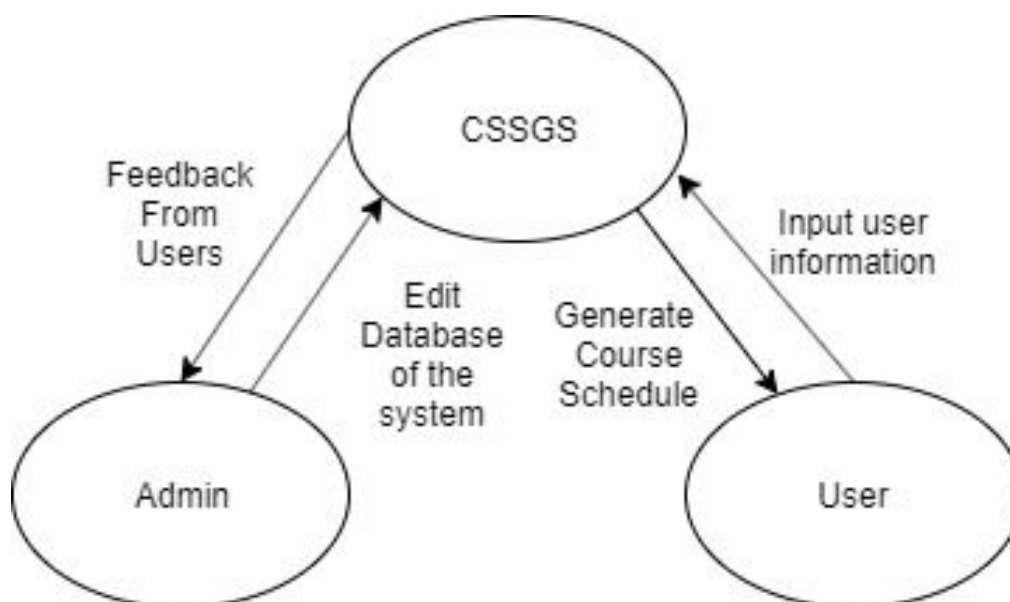 CSSGS
Feedback
From
Users
Input user
information
Edit
Database
of the
system
Generate
Course
Schedule
Admin
User